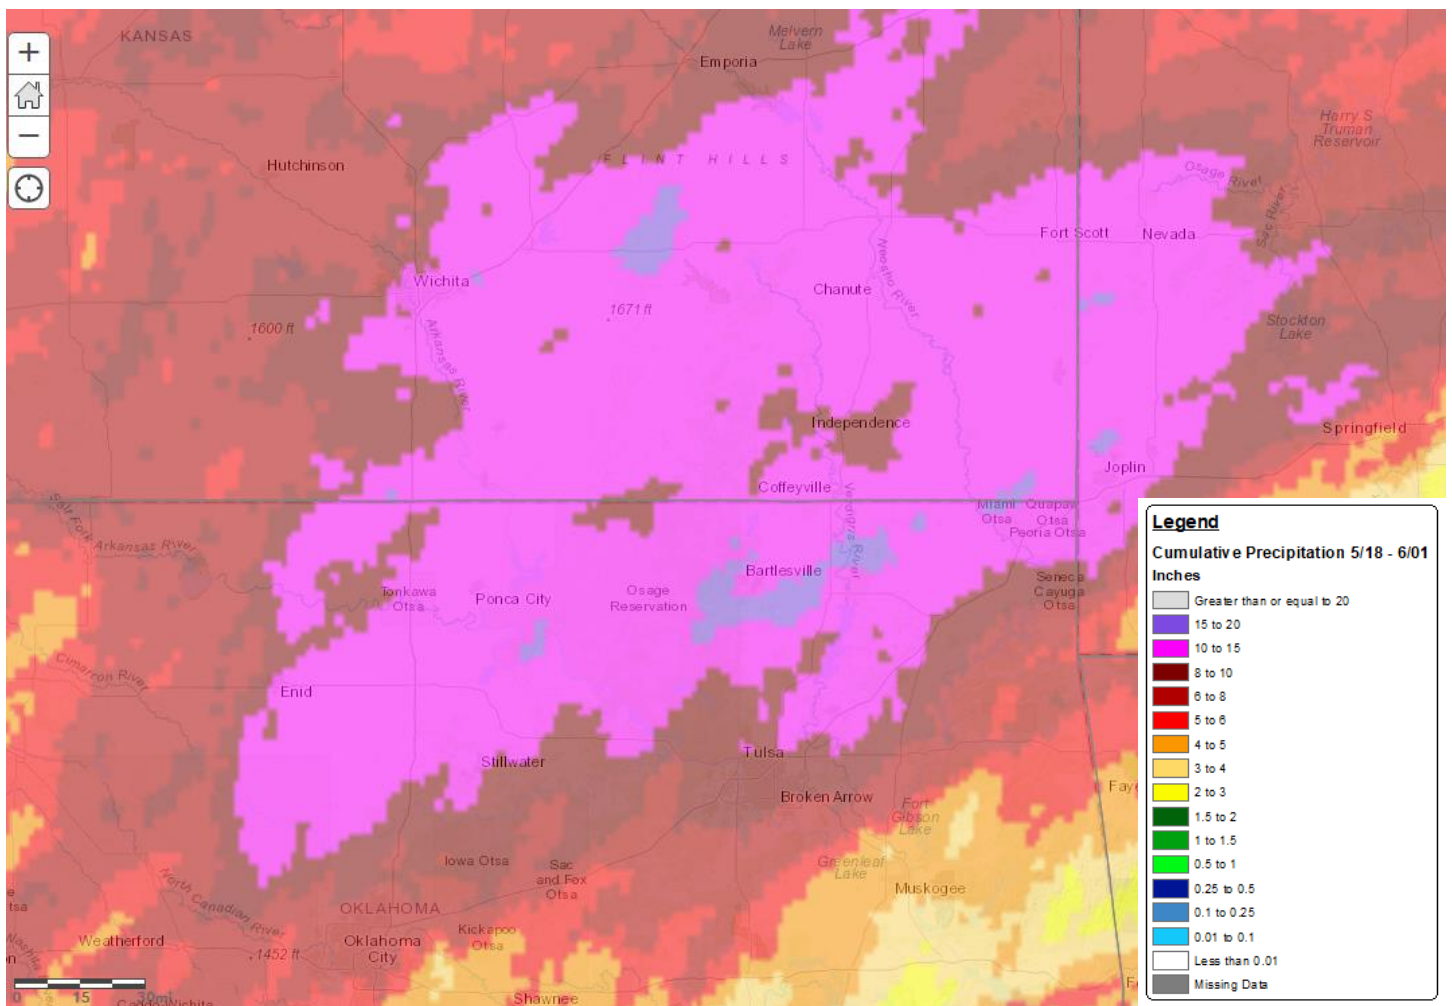 KANSAS
Melvern
Lake
Emporia
+
−
Harry S
Truman
Reservoir
Hutchinson
FLINT HILLS
Osage River
Sac River
Fort Scott
Nevada
Neosho River
Wichita
Chanute
1671 ft
1600 ft
Stockton
Lake
Arkansas River
Independence
Springfield
Joplin
Coffeyville
Verdigris River
Salt Fork Arkansas River
Miami
Otsa
Quapaw
Otsa
Peoria Otsa
Bartlesville
Seneca
Cayuga
Otsa
Tonkawa
Otsa
Ponca City
Osage
Reservation
Cimarron River
Enid
Stillwater
Tulsa
Broken Arrow
Fort
Gibson
Lake
Faye
Iowa Otsa
Sac
and Fox
Otsa
Greenleaf
Lake
Muskogee
North Canadian River
OKLAHOMA
tsa
Weatherford
1452 ft
Oklahoma
City
Kickapoo
Otsa
0 15 30mi
Shawnee
Legend
Cumulative Precipitation 5/18 - 6/01
Inches
Greater than or equal to 20
15 to 20
10 to 15
8 to 10
6 to 8
5 to 6
4 to 5
3 to 4
2 to 3
1.5 to 2
1 to 1.5
0.5 to 1
0.25 to 0.5
0.1 to 0.25
0.01 to 0.1
Less than 0.01
Missing Data